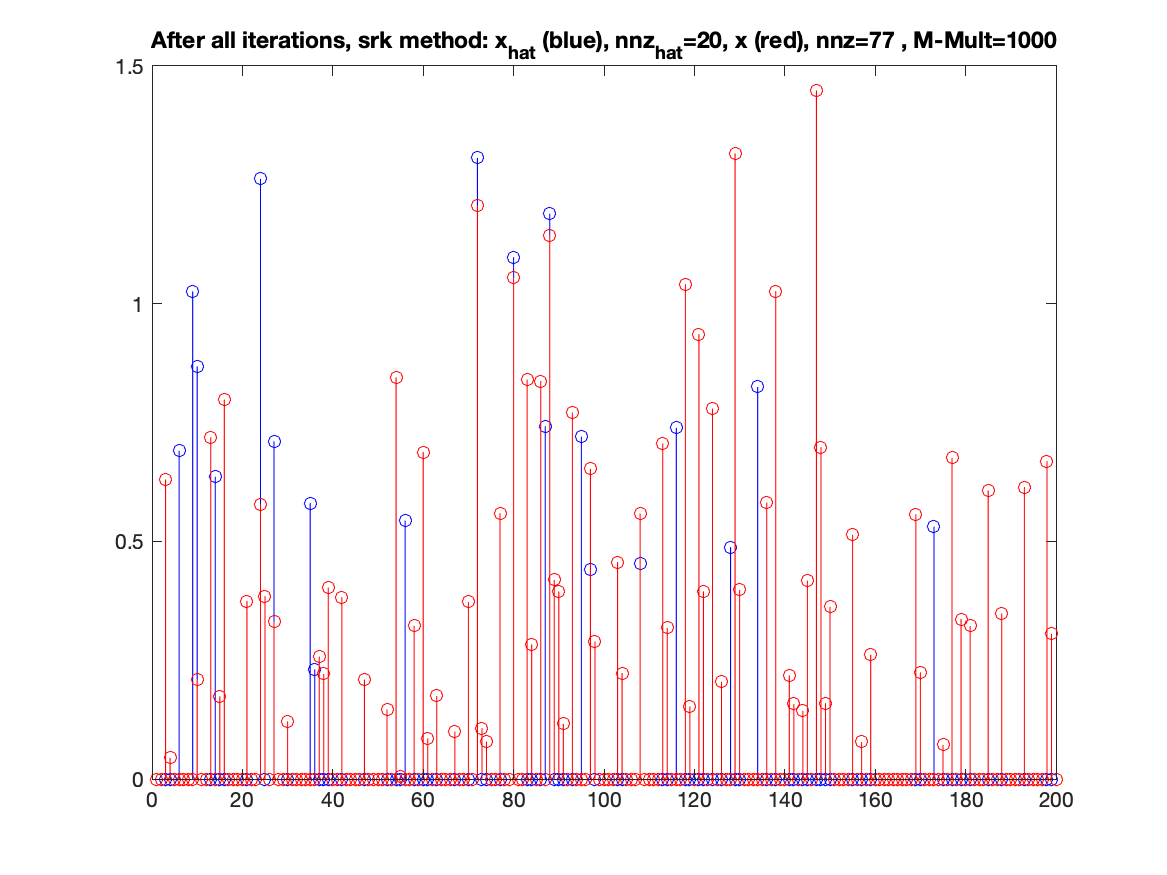 After all iterations, srk method: x_hat (blue), nnz_hat=20, x (red), nnz=77 , M-Mult=1000
1.5
1
0.5
0
0 20 40 60 80 100 120 140 160 180 200